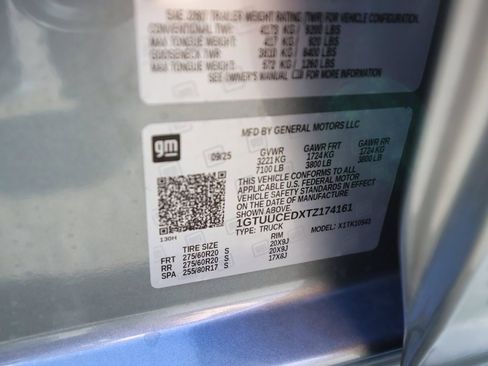 SAE J2807 TRAILER WEIGHT RATING (TWR) FOR VEHICLE CONFIGURATION.
CONVENTIONAL TWR: 4173 KG / 9200 LBS
MAX TONGUE WEIGHT: 417 KG / 920 LBS
GOOSENECK TWR: 3810 KG / 8400 LBS
MAX TONGUE WEIGHT: 572 KG / 1260 LBS
SEE OWNER'S MANUAL FOR MORE INFORMATION.
gm
MFD BY GENERAL MOTORS LLC
09/25
GVWR GAWR FRT GAWR RR
3221 KG 1724 KG 1724 KG
7100 LB 3800 LB 3800 LB
THIS VEHICLE CONFORMS TO ALL
APPLICABLE U.S. FEDERAL MOTOR
VEHICLE SAFETY STANDARDS IN EFFECT
ON THE DATE OF MANUFACTURE
SHOWN ABOVE.
1GTUUCEDXTZ174161
TYPE: TRUCK MODEL: X1TK10543
130H
TIRE SIZE RIM
FRT 275/60R20 S 20X9J
RR 275/60R20 S 20X9J
SPA 255/80R17 S 17X8J